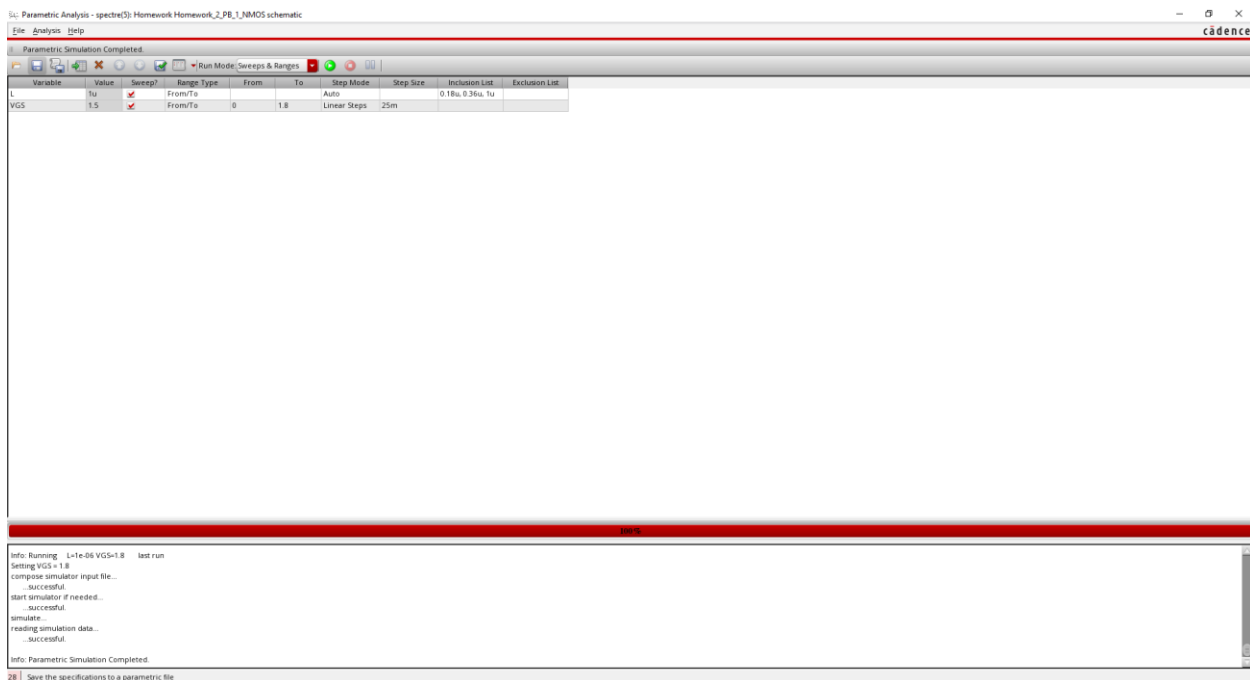 Parametric Analysis - spectre(5): Homework Homework_2_PB_1_NMOS schematic
File Analysis Help
cādence
Parametric Simulation Completed.
Run Mode: Sweeps & Ranges
Variable Value Sweep? Range Type From To Step Mode Step Size Inclusion List Exclusion List
L 1u From/To Auto 0.18u, 0.36u, 1u
VGS 1.5 From/To 0 1.8 Linear Steps 25m
100%
Info: Running L=1e-06 VGS=1.8 last run
Setting VGS = 1.8
compose simulator input file...
...successful.
start simulator if needed...
...successful.
simulate...
reading simulation data...
...successful.
Info: Parametric Simulation Completed.
28 Save the specifications to a parametric file